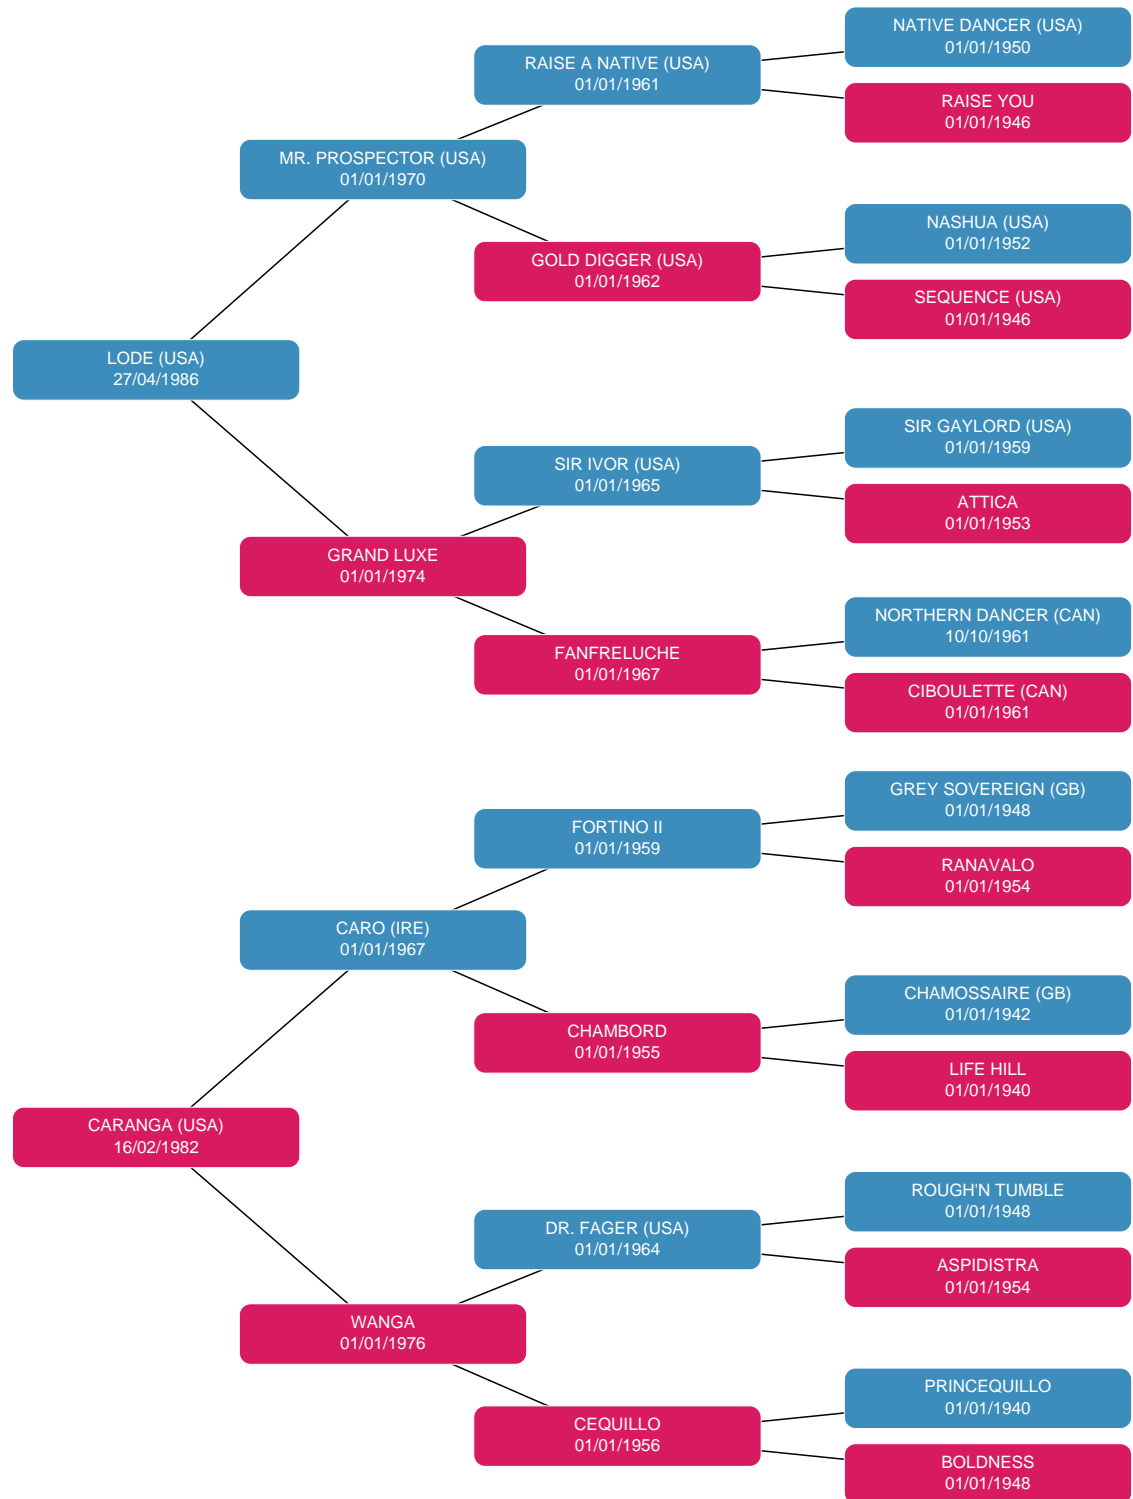 NATIVE DANCER (USA)
01/01/1950
RAISE A NATIVE (USA)
01/01/1961
RAISE YOU
01/01/1946
MR. PROSPECTOR (USA)
01/01/1970
NASHUA (USA)
01/01/1952
GOLD DIGGER (USA)
01/01/1962
SEQUENCE (USA)
01/01/1946
LODE (USA)
27/04/1986
SIR GAYLORD (USA)
01/01/1959
SIR IVOR (USA)
01/01/1965
ATTICA
01/01/1953
GRAND LUXE
01/01/1974
NORTHERN DANCER (CAN)
10/10/1961
FANFRELUCHE
01/01/1967
CIBOULETTE (CAN)
01/01/1961
GREY SOVEREIGN (GB)
01/01/1948
FORTINO II
01/01/1959
RANAVALO
01/01/1954
CARO (IRE)
01/01/1967
CHAMOSSAIRE (GB)
01/01/1942
CHAMBORD
01/01/1955
LIFE HILL
01/01/1940
CARANGA (USA)
16/02/1982
ROUGH'N TUMBLE
01/01/1948
DR. FAGER (USA)
01/01/1964
ASPIDISTRA
01/01/1954
WANGA
01/01/1976
PRINCEQUILLO
01/01/1940
CEQUILLO
01/01/1956
BOLDNESS
01/01/1948